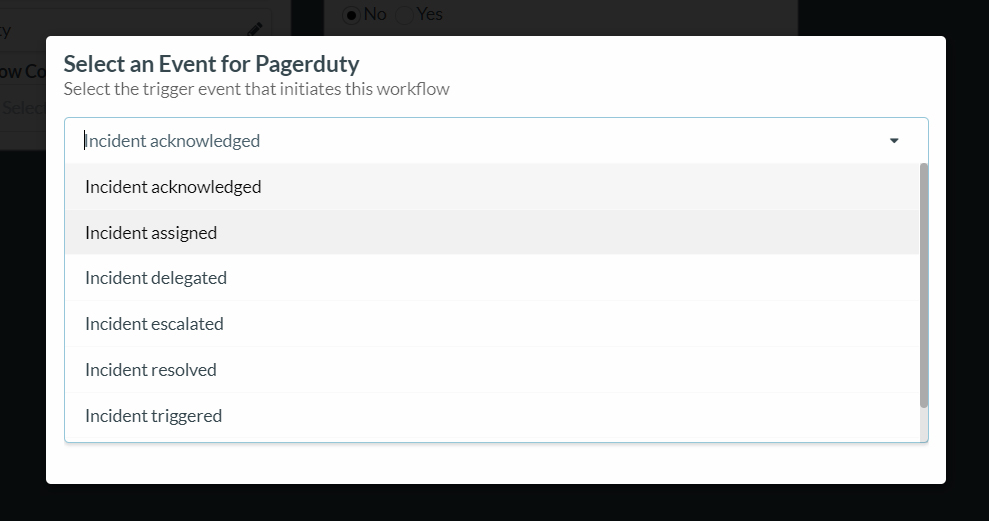 No Yes
ty
ow Co
Selec
Select an Event for Pagerduty
Select the trigger event that initiates this workflow
Incident acknowledged
Incident acknowledged
Incident assigned
Incident delegated
Incident escalated
Incident resolved
Incident triggered